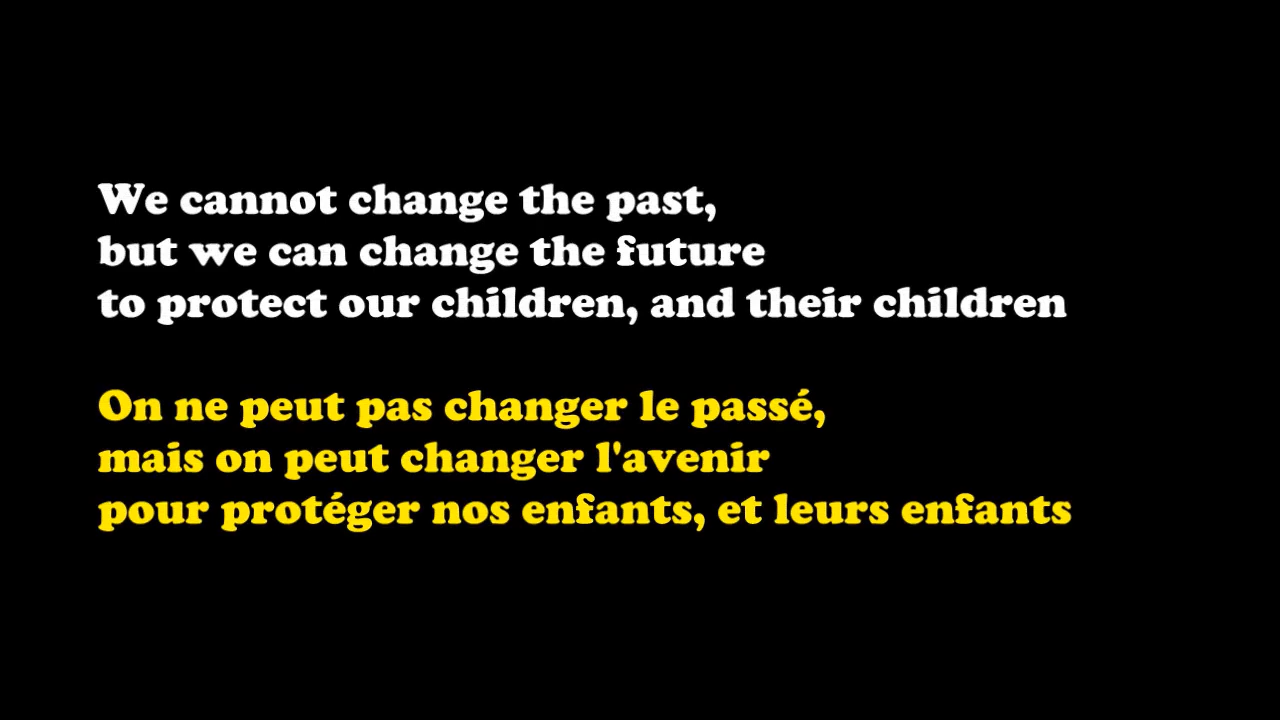 We cannot change the past,
but we can change the future
to protect our children, and their children
On ne peut pas changer le passé,
mais on peut changer l'avenir
pour protéger nos enfants, et leurs enfants